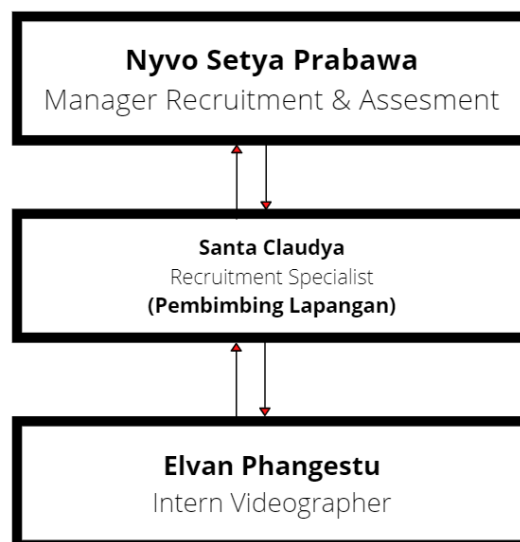 Nyvo Setya Prabawa
Manager Recruitment & Assesment
Santa Claudya
Recruitment Specialist
(Pembimbing Lapangan)
Elvan Phangestu
Intern Videographer